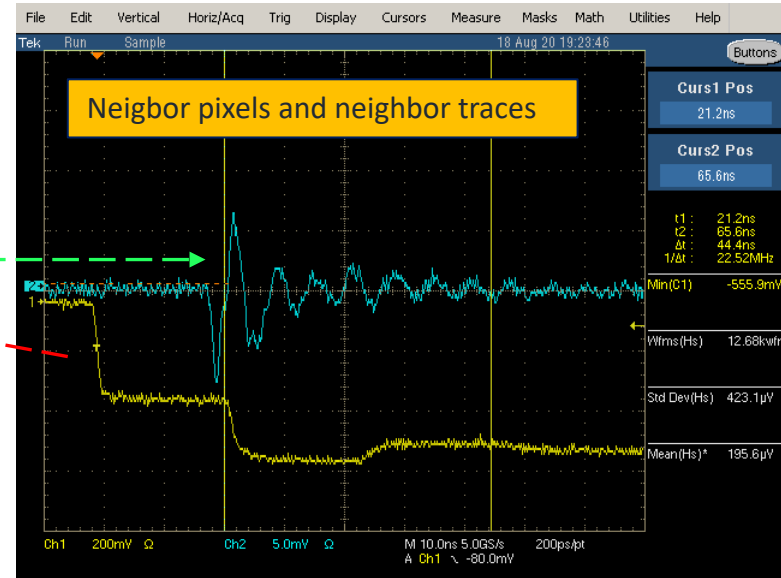 File Edit Vertical Horiz/Acq Trig Display Cursors Measure Masks Math Utilities Help
Tek Run Sample 18 Aug 20 19:23:46
Buttons
Neigbor pixels and neighbor traces
Curs1 Pos
21.2ns
Curs2 Pos
65.6ns
t1: 21.2ns
t2: 65.6ns
Δt: 44.4ns
1/Δt: 22.52MHz
Min(C1) -555.9mV
Wfms(Hs) 12.68kwfr
Std Dev(Hs) 423.1µV
Mean(Hs)* 195.6µV
2
1
Ch1 200mV Ω Ch2 5.0mV Ω M 10.0ns 5.0GS/s 200ps/pt
A Ch1 -80.0mV